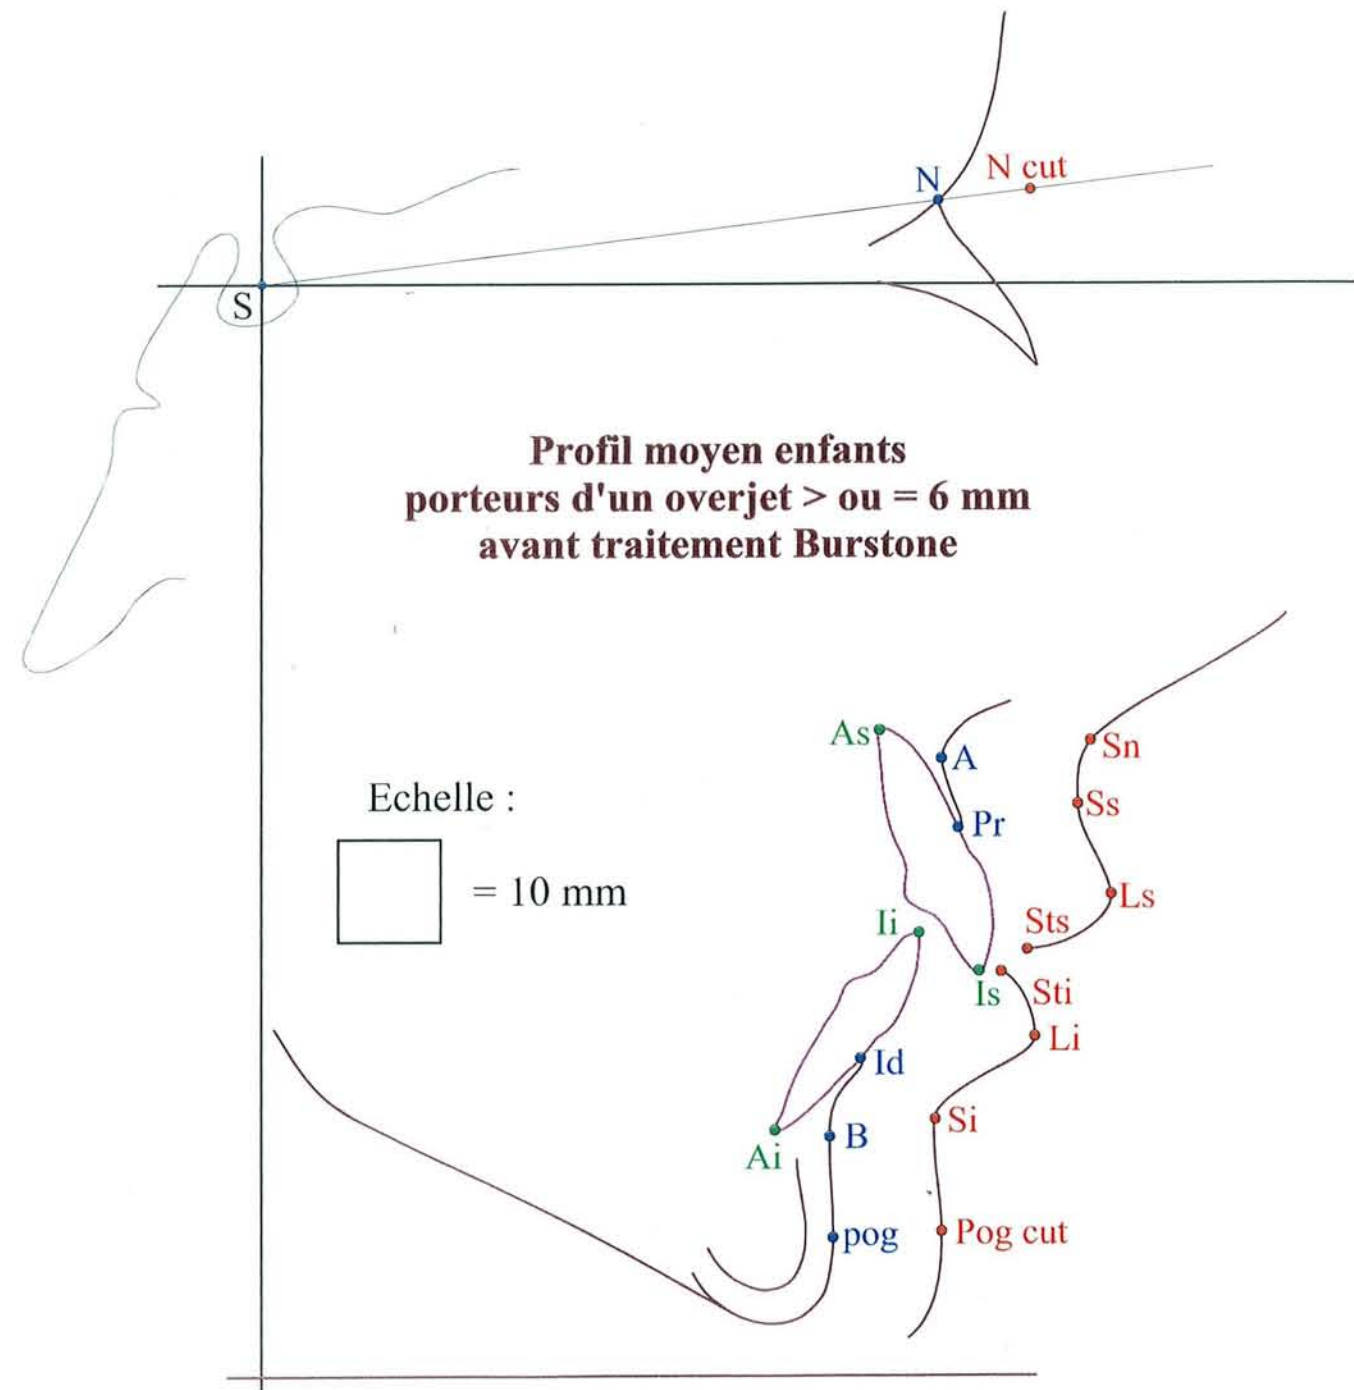 N
N cut
S
Profil moyen enfants
porteurs d'un overjet > ou = 6 mm
avant traitement Burstone
As
A
Sn
Echelle :
Ss
Pr
= 10 mm
Ls
Ii
Sts
Is
Sti
Li
Id
Si
B
Ai
pog
Pog cut